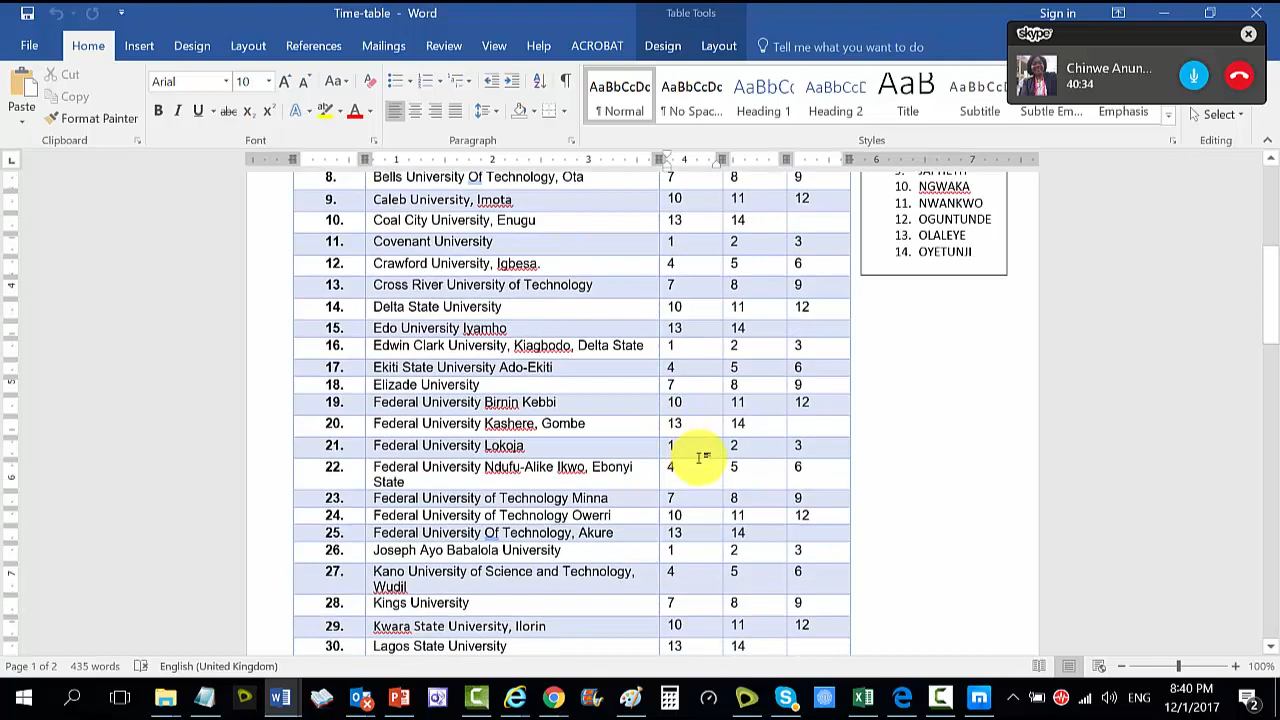 Time-table - Word
Table Tools
Sign in
File Home Insert Design Layout References Mailings Review View Help ACROBAT Design Layout Tell me what you want to do
skype
Chinwe Anun...
40:34
Paste
Cut
Copy
Format Painter
Arial 10
AaBbCcDc AaBbCcDc AaBbCc AaBbCcD AaB AaBbCcD
¶ Normal ¶ No Spac... Heading 1 Heading 2 Title Subtitle Subtle Em... Emphasis
Select
Clipboard Font Paragraph Styles Editing
1 2 3 4 6 7
8. Bells University Of Technology, Ota 7 8 9
9. Caleb University, Imota 10 11 12
10. Coal City University, Enugu 13 14
11. Covenant University 1 2 3
12. Crawford University, Igbesa. 4 5 6
13. Cross River University of Technology 7 8 9
14. Delta State University 10 11 12
15. Edo University Iyamho 13 14
16. Edwin Clark University, Kiagbodo, Delta State 1 2 3
17. Ekiti State University Ado-Ekiti 4 5 6
18. Elizade University 7 8 9
19. Federal University Birnin Kebbi 10 11 12
20. Federal University Kashere, Gombe 13 14
21. Federal University Lokoja 1 2 3
22. Federal University Ndufu-Alike Ikwo, Ebonyi 4 5 6
State
23. Federal University of Technology Minna 7 8 9
24. Federal University of Technology Owerri 10 11 12
25. Federal University Of Technology, Akure 13 14
26. Joseph Ayo Babalola University 1 2 3
27. Kano University of Science and Technology, 4 5 6
Wudil
28. Kings University 7 8 9
29. Kwara State University, Ilorin 10 11 12
30. Lagos State University 13 14
10. NGWAKA
11. NWANKWO
12. OGUNTUNDE
13. OLALEYE
14. OYETUNJI
Page 1 of 2 435 words English (United Kingdom) 100%
ENG
8:40 PM
12/1/2017
2